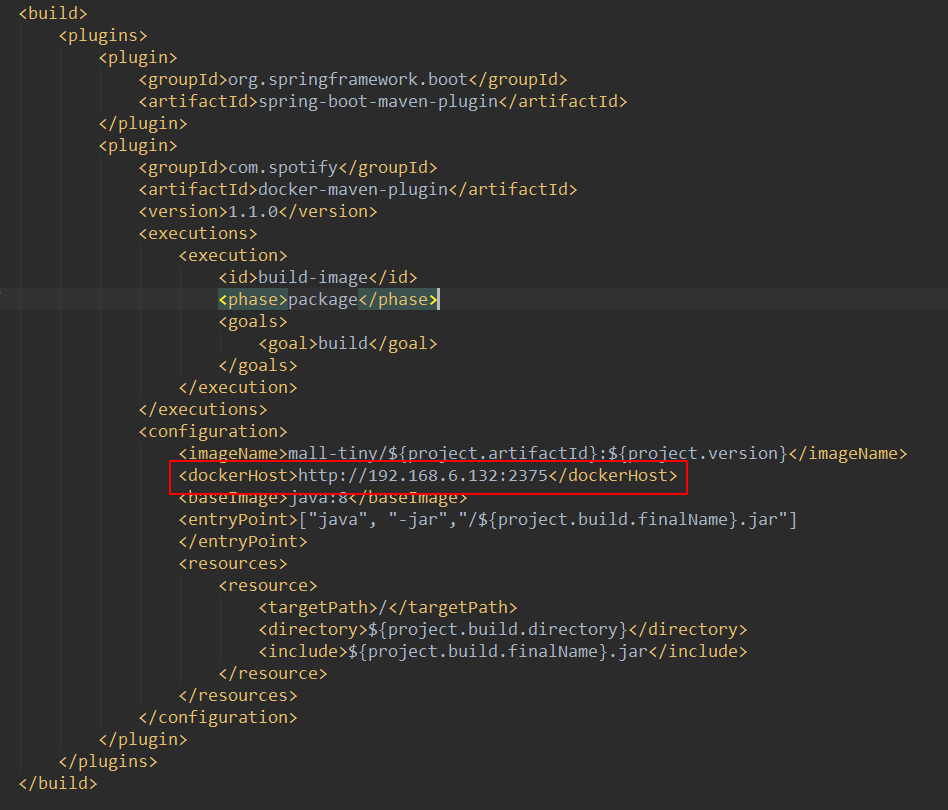 <build>
<plugins>
<plugin>
<groupId>org.springframework.boot</groupId>
<artifactId>spring-boot-maven-plugin</artifactId>
</plugin>
<plugin>
<groupId>com.spotify</groupId>
<artifactId>docker-maven-plugin</artifactId>
<version>1.1.0</version>
<executions>
<execution>
<id>build-image</id>
<phase>package</phase>
<goals>
<goal>build</goal>
</goals>
</execution>
</executions>
<configuration>
<imageName>mall-tiny/${project.artifactId}:${project.version}</imageName>
<dockerHost>http://192.168.6.132:2375</dockerHost>
<baseImage>java:8</baseImage>
<entryPoint>["java", "-jar","/${project.build.finalName}.jar"]
</entryPoint>
<resources>
<resource>
<targetPath>/</targetPath>
<directory>${project.build.directory}</directory>
<include>${project.build.finalName}.jar</include>
</resource>
</resources>
</configuration>
</plugin>
</plugins>
</build>